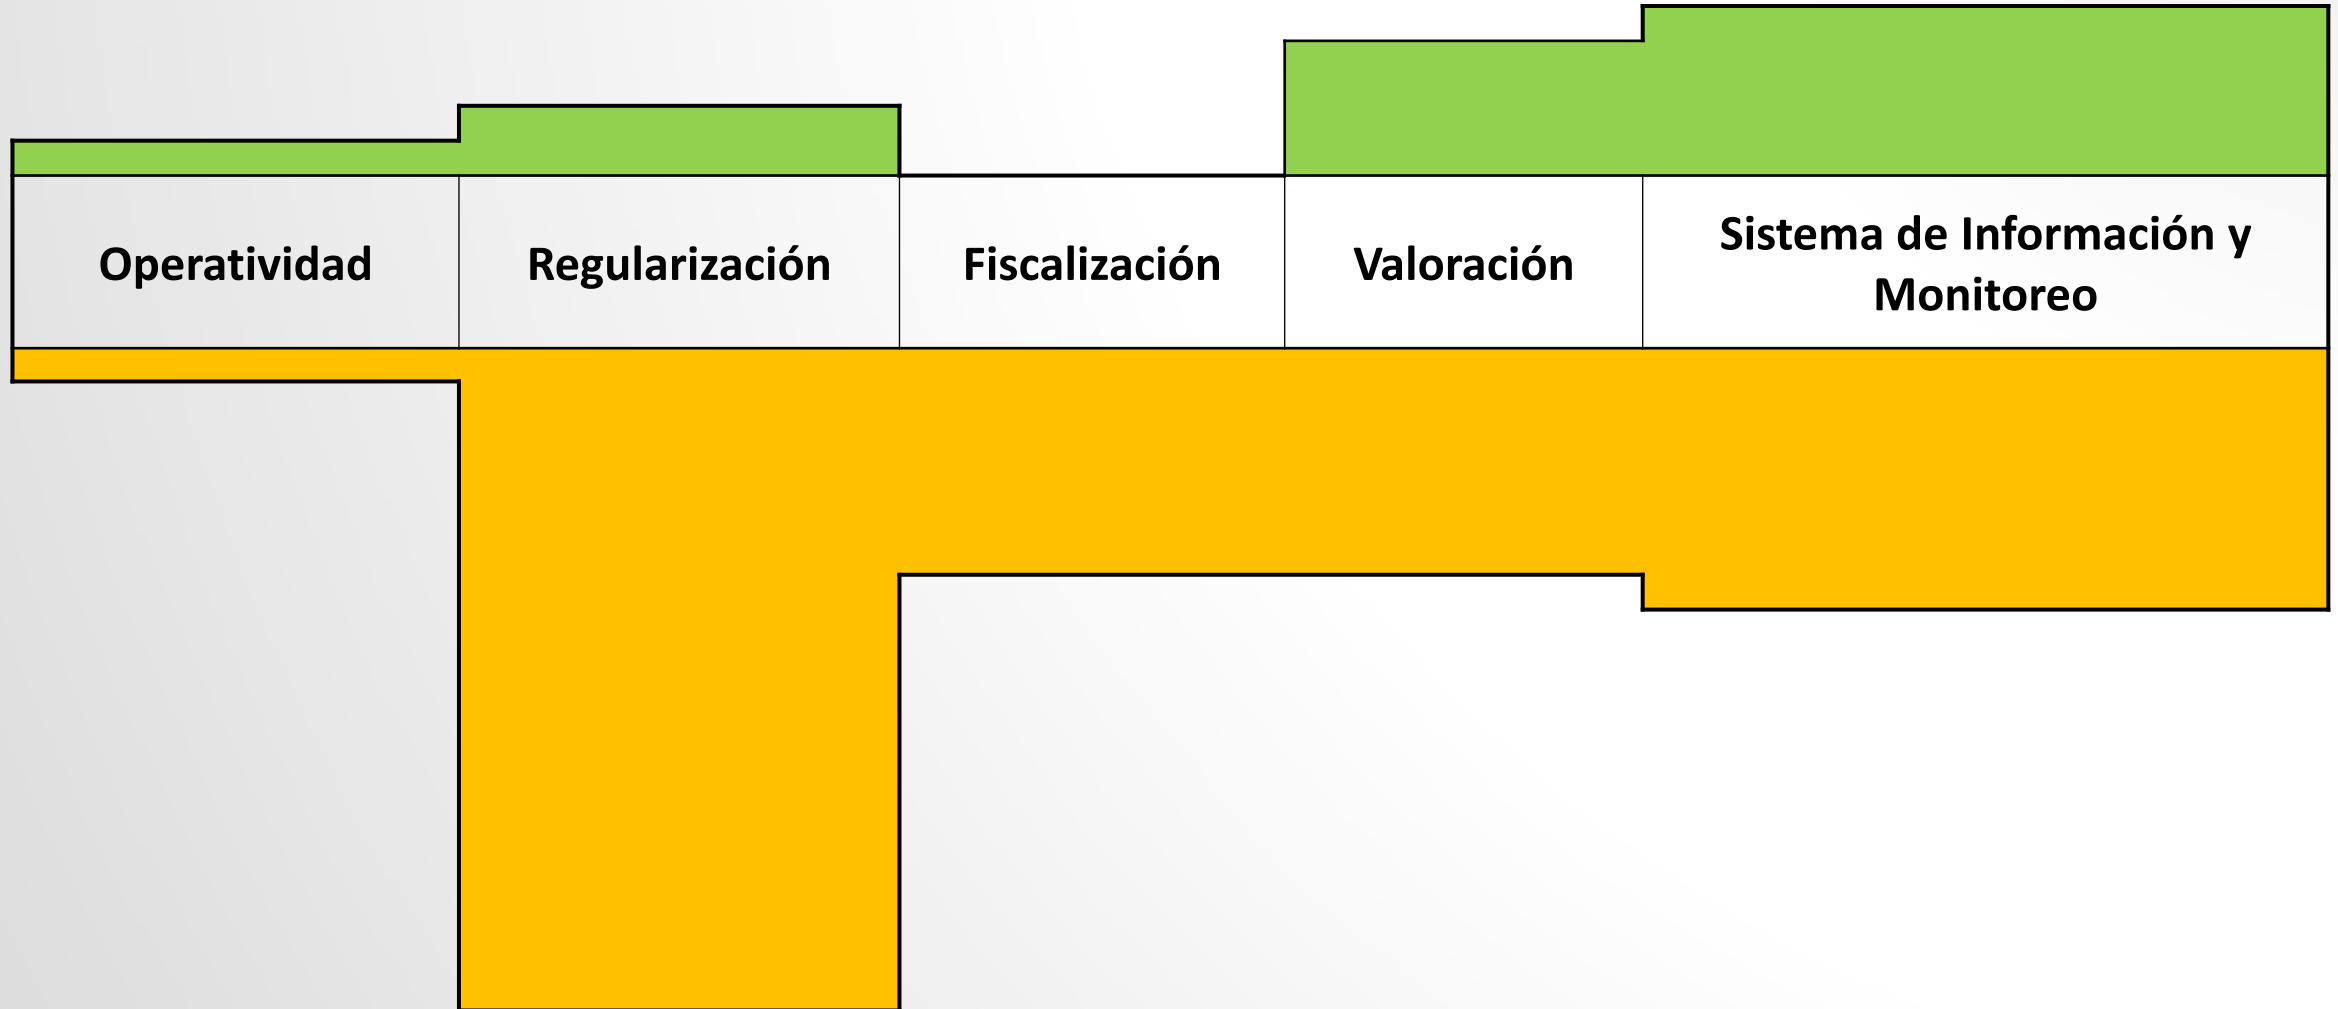 Operatividad
Regularización
Fiscalización
Valoración
Sistema de Información y
Monitoreo